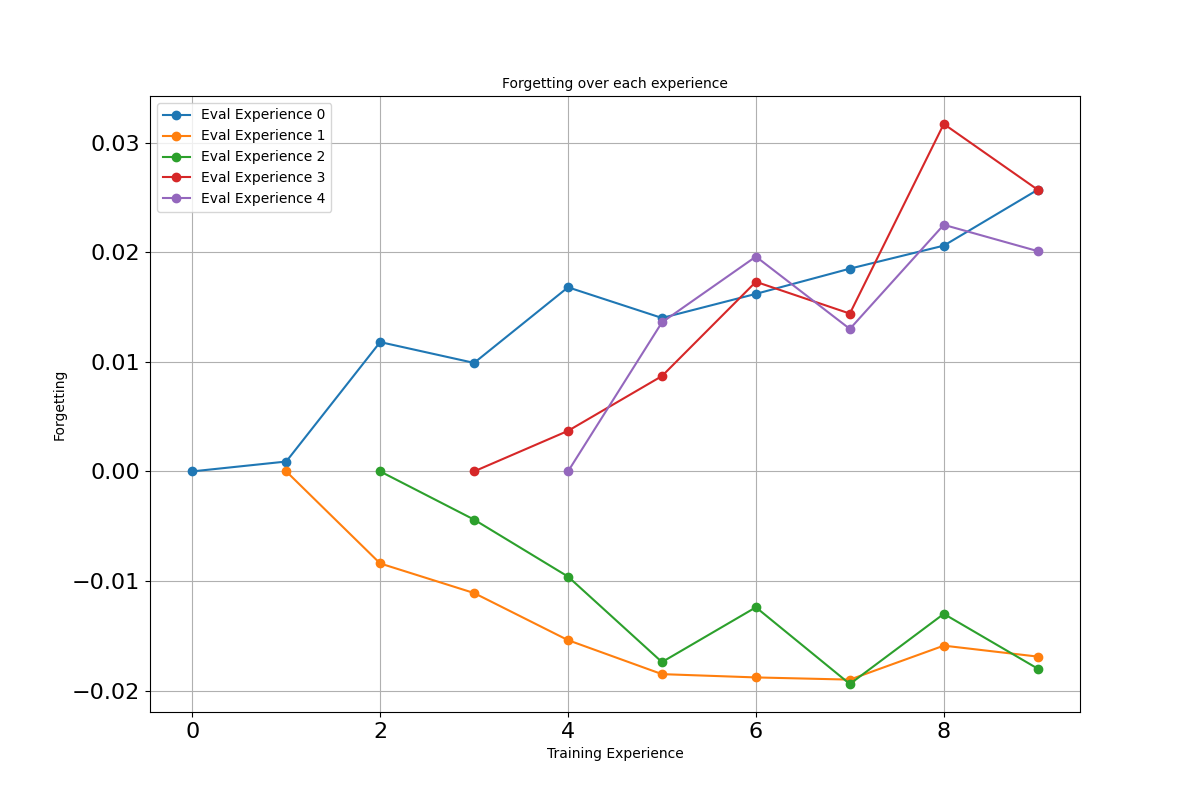 Forgetting over each experience
Eval Experience 0
Eval Experience 1
Eval Experience 2
Eval Experience 3
Eval Experience 4
0.03
0.02
0.01
0.00
−0.01
−0.02
Forgetting
0 2 4 6 8
Training Experience